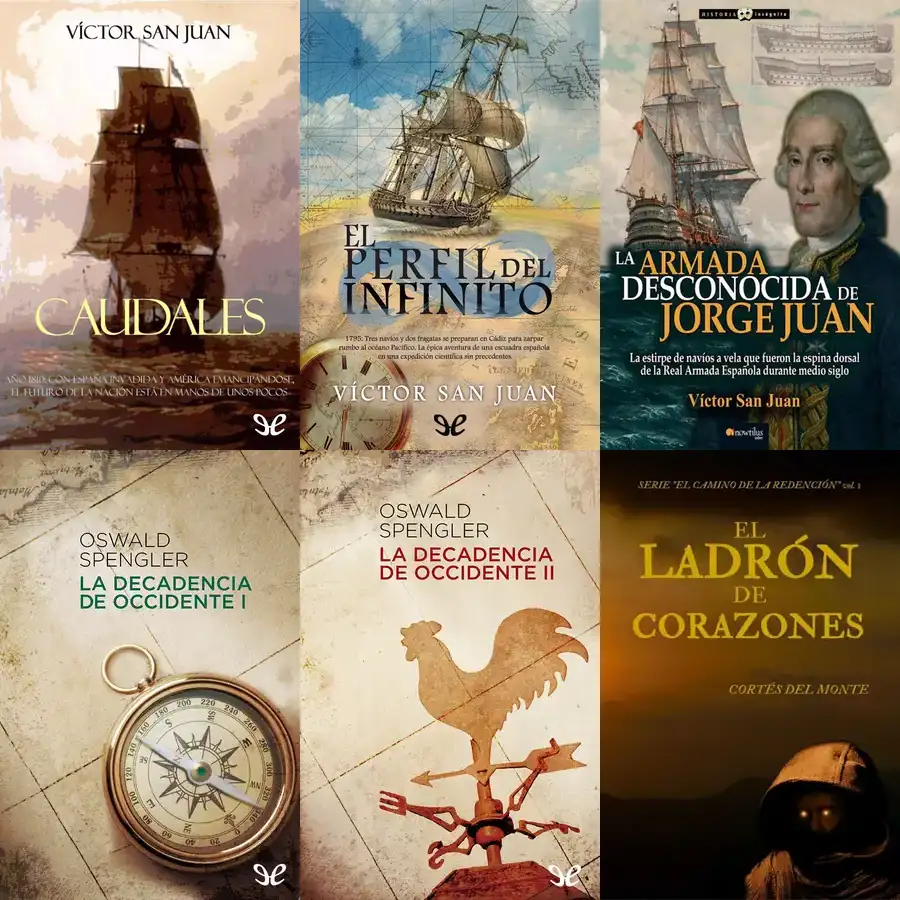 VÍCTOR SAN JUAN
CAUDALES
AÑO 1810: CON ESPAÑA INVADIDA Y AMÉRICA EMANCIPÁNDOSE,
EL FUTURO DE LA NACIÓN ESTÁ EN MANOS DE UNOS POCOS
EL
PERFIL DEL
INFINITO
1795: Tres navíos y dos fragatas se preparan en Cádiz para zarpar
rumbo al océano Pacífico. La épica aventura de una escuadra española
en una expedición científica sin precedentes.
VÍCTOR SAN JUAN
HISTORIA incógnita
LA ARMADA
DESCONOCIDA DE
JORGE JUAN
La estirpe de navíos a vela que fueron la espina dorsal
de la Real Armada Española durante medio siglo
Víctor San Juan
nowtilus
OSWALD
SPENGLER
LA DECADENCIA
DE OCCIDENTE I
S
SW
E
NE
N
OSWALD
SPENGLER
LA DECADENCIA
DE OCCIDENTE II
SERIE "EL CAMINO DE LA REDENCIÓN" vol. 1
EL
LADRÓN
DE
CORAZONES
CORTÉS DEL MONTE